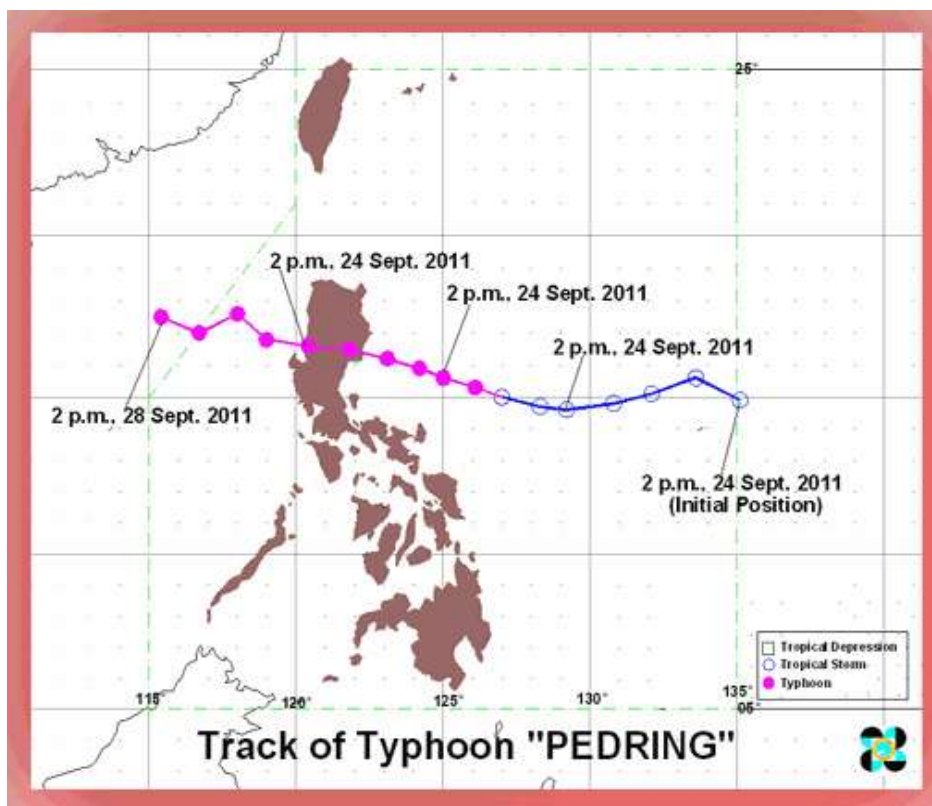 25°
2 p.m., 24 Sept. 2011
2 p.m., 24 Sept. 2011
2 p.m., 24 Sept. 2011
2 p.m., 28 Sept. 2011
2 p.m., 24 Sept. 2011
(Initial Position)
Tropical Depression
Tropical Storm
Typhoon
115°
120°
125°
130°
135°
05°
Track of Typhoon "PEDRING"